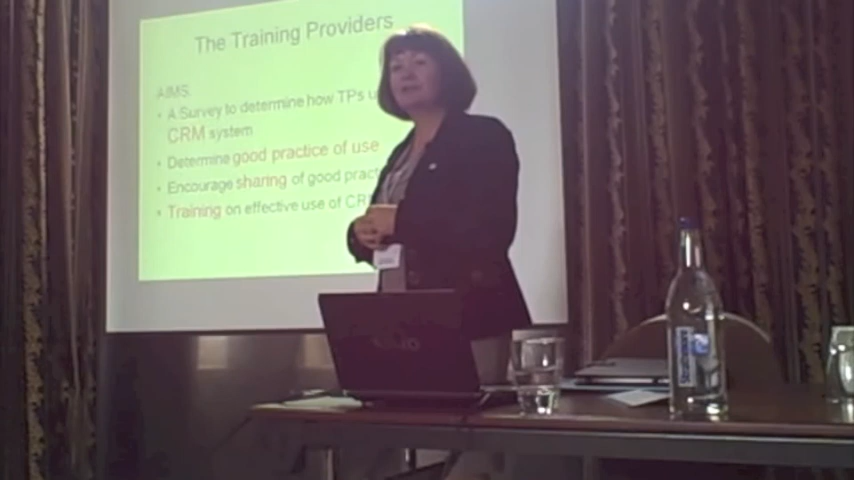 The Training Providers
AIMS:
• A Survey to determine how TPs u
CRM system
• Determine good practice of use
• Encourage sharing of good pract
• Training on effective use of CR
VAIO